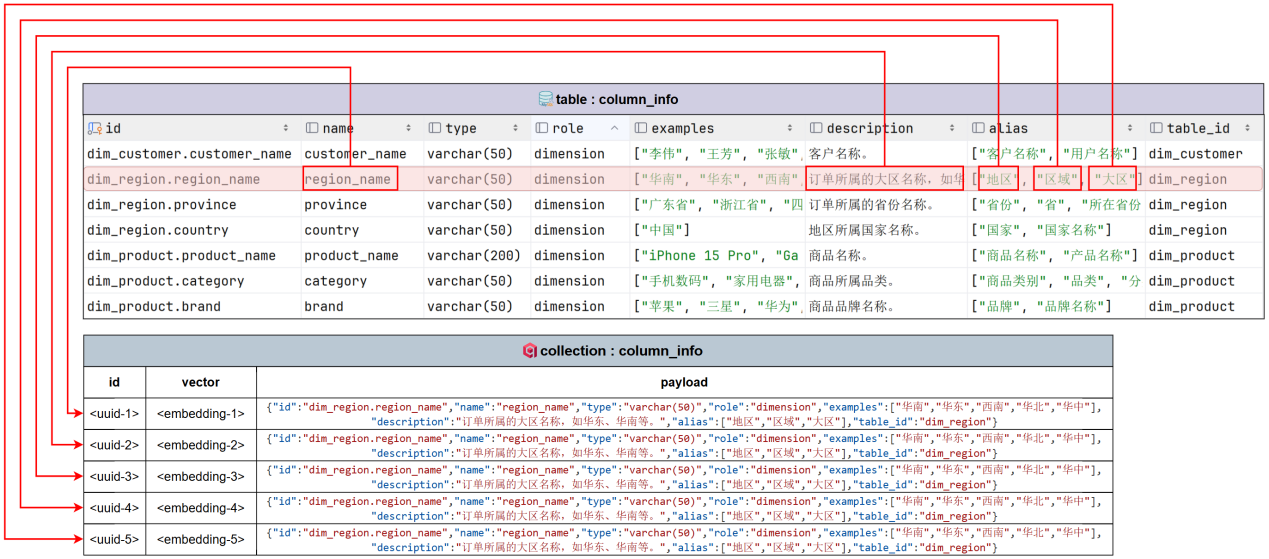 table : column_info
id name type role examples description alias table_id
dim_customer.customer_name customer_name varchar(50) dimension ["李伟", "王芳", "张敏", 客户名称。 ["客户名称", "用户名称"] dim_customer
dim_region.region_name region_name varchar(50) dimension ["华南", "华东", "西南", 订单所属的大区名称，如华 ["地区", "区域", "大区"] dim_region
dim_region.province province varchar(50) dimension ["广东省", "浙江省", "四 订单所属的省份名称。 ["省份", "省", "所在省份 dim_region
dim_region.country country varchar(50) dimension ["中国"] 地区所属国家名称。 ["国家", "国家名称"] dim_region
dim_product.product_name product_name varchar(200) dimension ["iPhone 15 Pro", "Ga 商品名称。 ["商品名称", "产品名称"] dim_product
dim_product.category category varchar(50) dimension ["手机数码", "家用电器", 商品所属品类。 ["商品类别", "品类", "分 dim_product
dim_product.brand brand varchar(50) dimension ["苹果", "三星", "华为", 商品品牌名称。 ["品牌", "品牌名称"] dim_product
collection : column_info
id vector payload
<uuid-1> <embedding-1> {"id":"dim_region.region_name","name":"region_name","type":"varchar(50)","role":"dimension","examples":["华南","华东","西南","华北","华中"],
"description":"订单所属的大区名称，如华东、华南等。","alias":["地区","区域","大区"],"table_id":"dim_region"}
<uuid-2> <embedding-2> {"id":"dim_region.region_name","name":"region_name","type":"varchar(50)","role":"dimension","examples":["华南","华东","西南","华北","华中"],
"description":"订单所属的大区名称，如华东、华南等。","alias":["地区","区域","大区"],"table_id":"dim_region"}
<uuid-3> <embedding-3> {"id":"dim_region.region_name","name":"region_name","type":"varchar(50)","role":"dimension","examples":["华南","华东","西南","华北","华中"],
"description":"订单所属的大区名称，如华东、华南等。","alias":["地区","区域","大区"],"table_id":"dim_region"}
<uuid-4> <embedding-4> {"id":"dim_region.region_name","name":"region_name","type":"varchar(50)","role":"dimension","examples":["华南","华东","西南","华北","华中"],
"description":"订单所属的大区名称，如华东、华南等。","alias":["地区","区域","大区"],"table_id":"dim_region"}
<uuid-5> <embedding-5> {"id":"dim_region.region_name","name":"region_name","type":"varchar(50)","role":"dimension","examples":["华南","华东","西南","华北","华中"],
"description":"订单所属的大区名称，如华东、华南等。","alias":["地区","区域","大区"],"table_id":"dim_region"}